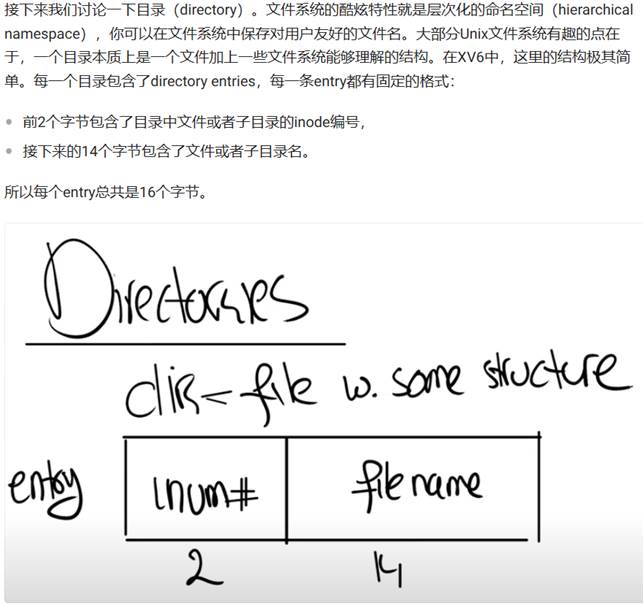 接下来我们讨论一下目录（directory）。文件系统的酷炫特性就是层次化的命名空间（hierarchical
namespace），你可以在文件系统中保存对用户友好的文件名。大部分Unix文件系统有趣的点在
于，一个目录本质上是一个文件加上一些文件系统能够理解的结构。在XV6中，这里的结构极其简
单。每一个目录包含了directory entries，每一条entry都有固定的格式：
前2个字节包含了目录中文件或者子目录的inode编号，
接下来的14个字节包含了文件或者子目录名。
所以每个entry总共是16个字节。
Directories
dir = file w. some structure
entry inum# filename
2 14